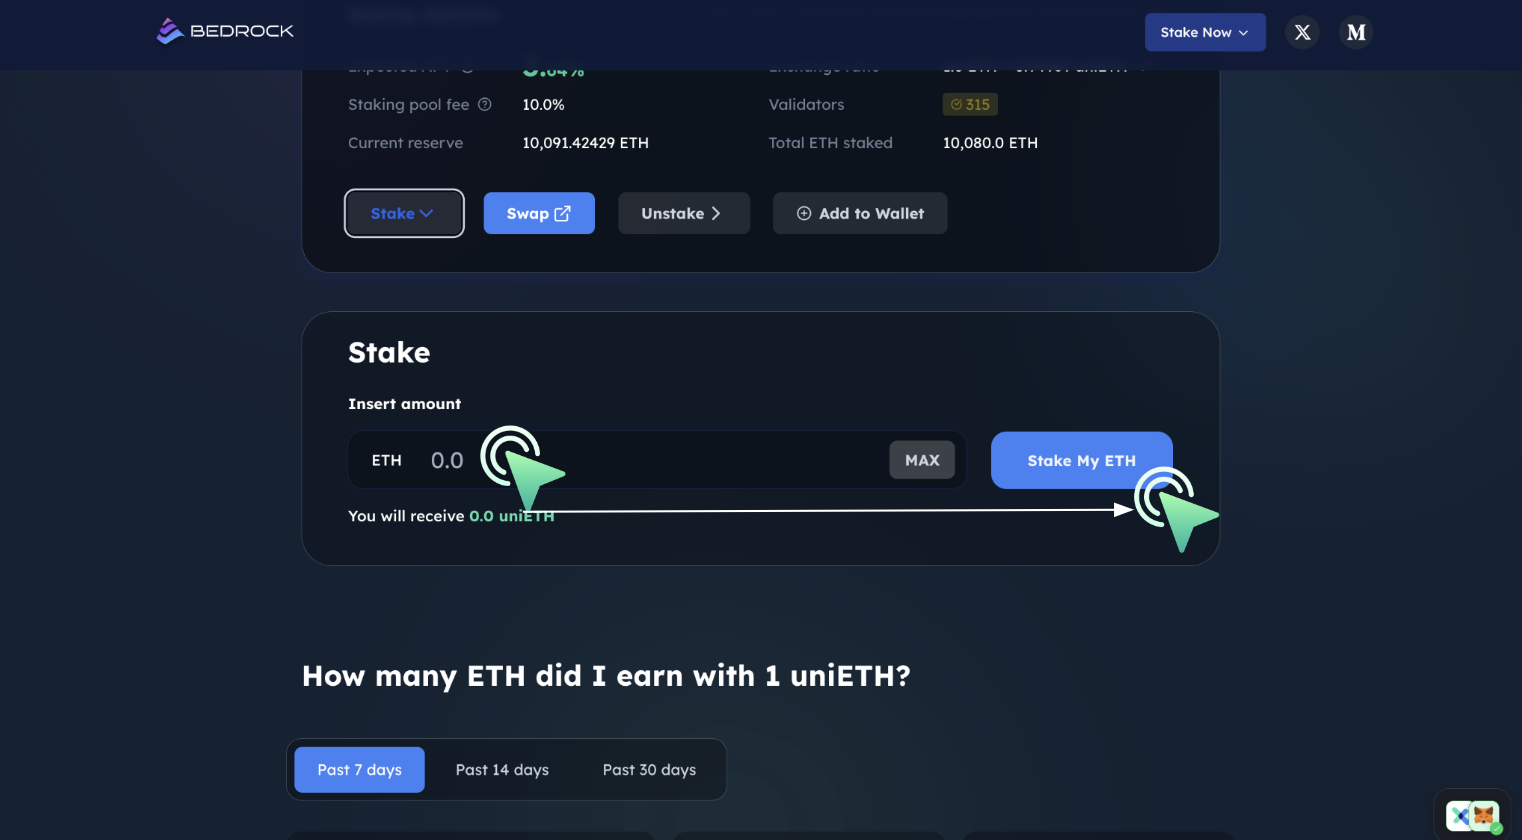 BEDROCK
Stake Now
Staking pool fee 10.0% Validators 315
Current reserve 10,091.42429 ETH Total ETH staked 10,080.0 ETH
Stake Swap Unstake Add to Wallet
Stake
Insert amount
ETH 0.0 MAX Stake My ETH
You will receive 0.0 uniETH
How many ETH did I earn with 1 uniETH?
Past 7 days Past 14 days Past 30 days